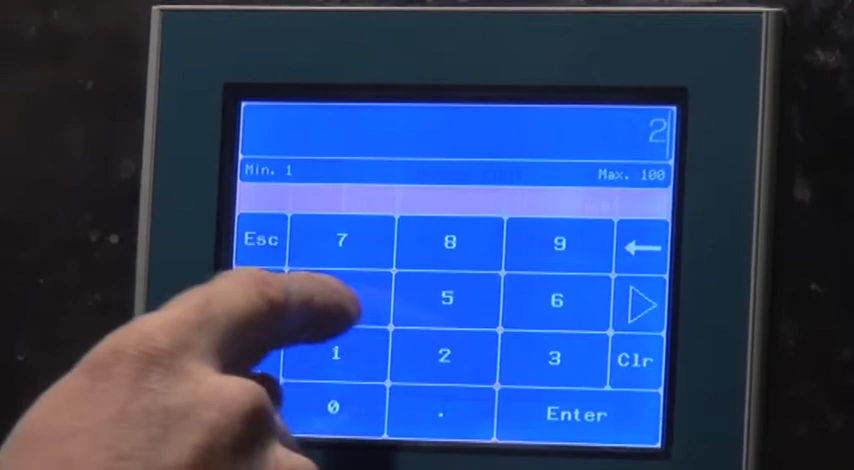 2
Min. 1 Max. 100
Esc 7 8 9 ←
5 6
1 2 3 Clr
0 . Enter